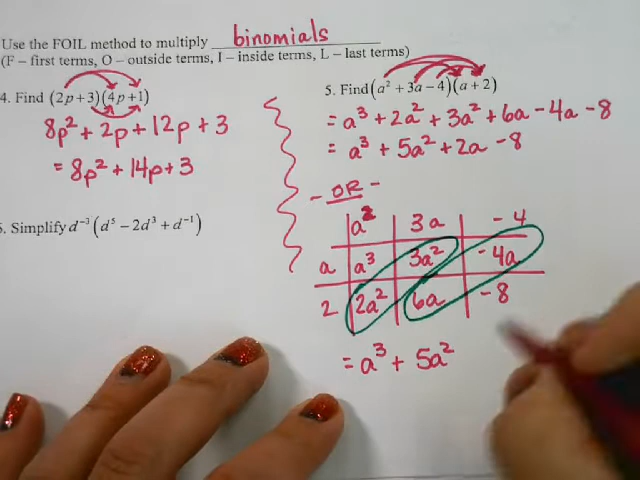 Use the FOIL method to multiply binomials
(F – first terms, O – outside terms, I – inside terms, L – last terms)
4. Find (2p + 3)(4p + 1)
8p² + 2p + 12p + 3
= 8p² + 14p + 3
. Simplify d⁻³(d⁵ − 2d³ + d⁻¹)
5. Find (a² + 3a − 4)(a + 2)
= a³ + 2a² + 3a² + 6a − 4a − 8
= a³ + 5a² + 2a − 8
- OR -
a² 3a -4
a a³ 3a² -4a
2 2a² 6a -8
= a³ + 5a²